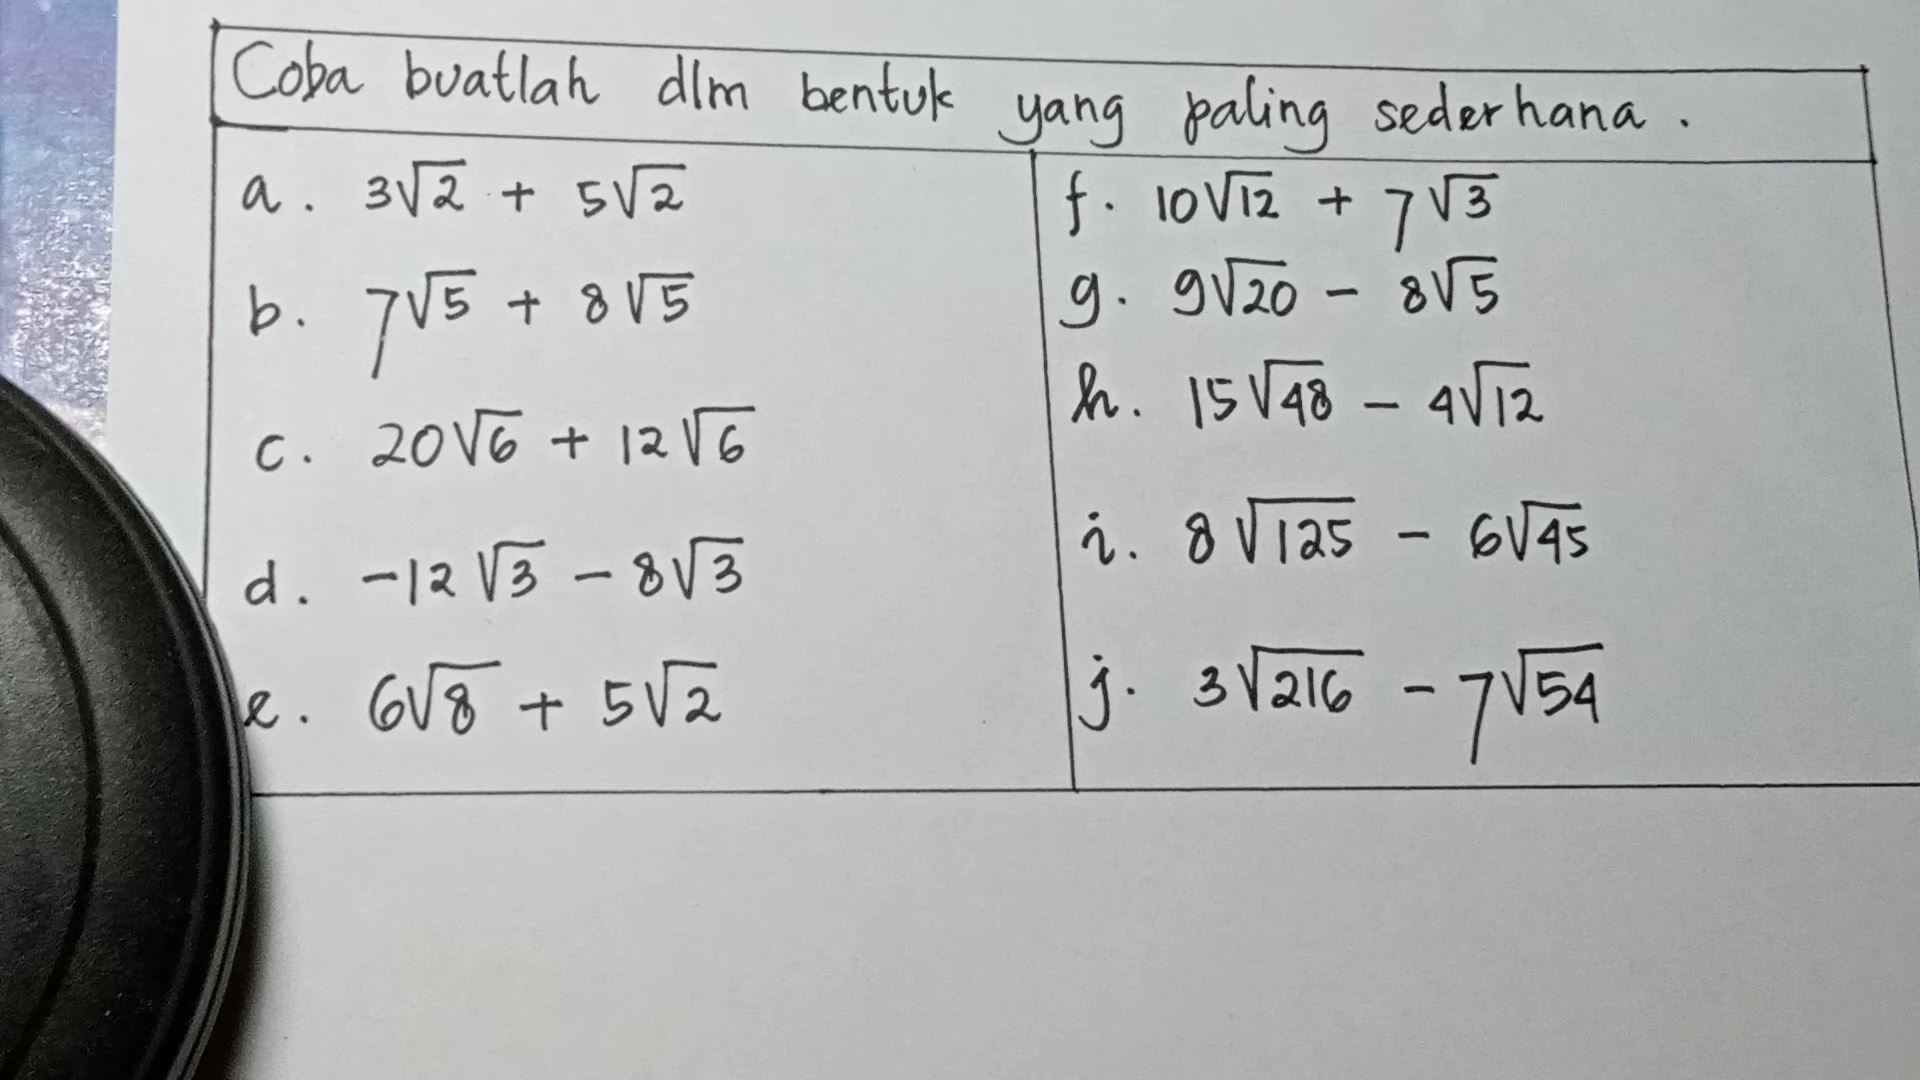 Coba buatlah dlm bentuk yang paling sederhana.
a. 3√2 + 5√2
b. 7√5 + 8√5
c. 20√6 + 12√6
d. -12√3 - 8√3
e. 6√8 + 5√2
f. 10√12 + 7√3
g. 9√20 - 8√5
h. 15√48 - 4√12
i. 8√125 - 6√45
j. 3√216 - 7√54